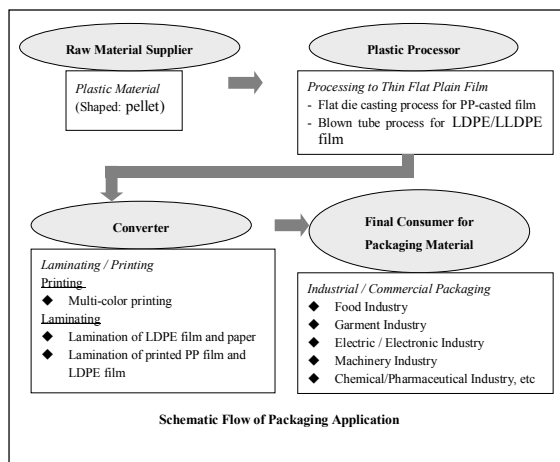 Raw Material Supplier
Plastic Material
(Shaped: pellet)
Plastic Processor
Processing to Thin Flat Plain Film
- Flat die casting process for PP-casted film
- Blown tube process for LDPE/LLDPE
film
Converter
Laminating / Printing
Printing
◆ Multi-color printing
Laminating
◆ Lamination of LDPE film and paper
◆ Lamination of printed PP film and
LDPE film
Final Consumer for
Packaging Material
Industrial / Commercial Packaging
◆ Food Industry
◆ Garment Industry
◆ Electric / Electronic Industry
◆ Machinery Industry
◆ Chemical/Pharmaceutical Industry, etc
Schematic Flow of Packaging Application